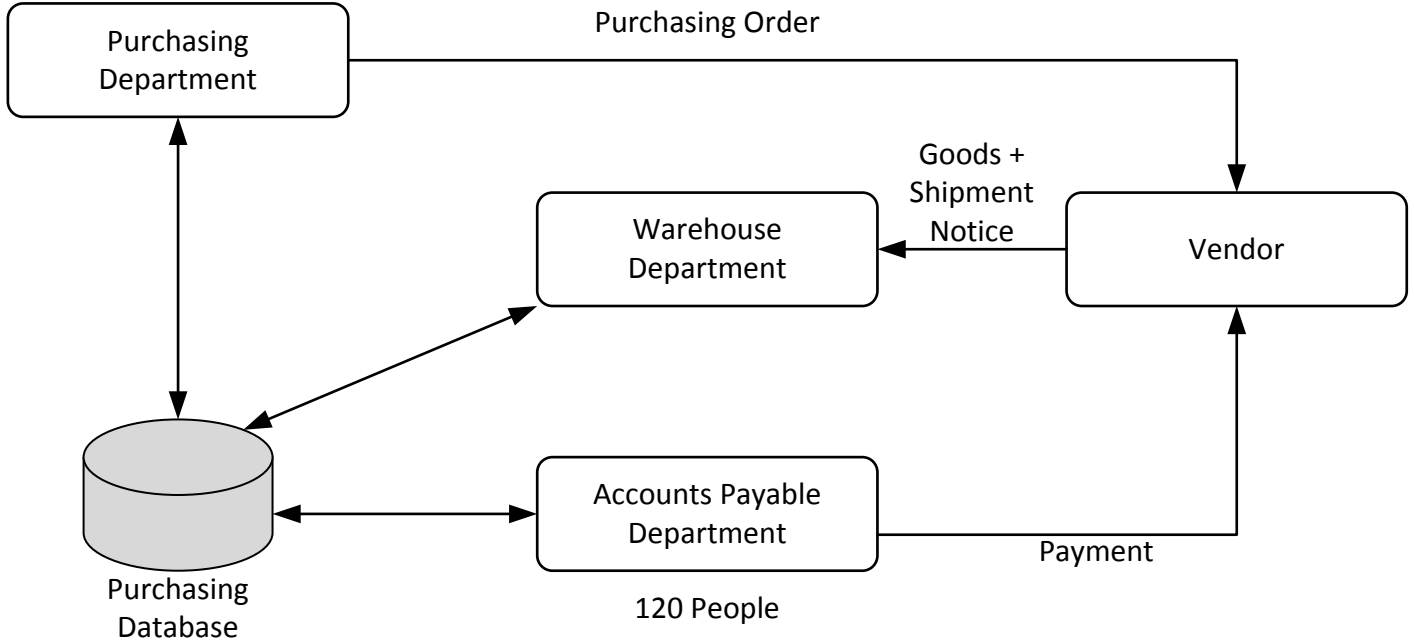 Purchasing Order
Purchasing
Department
Goods +
Shipment
Notice
Warehouse
Department
Vendor
Accounts Payable
Department
Payment
Purchasing
Database
120 People